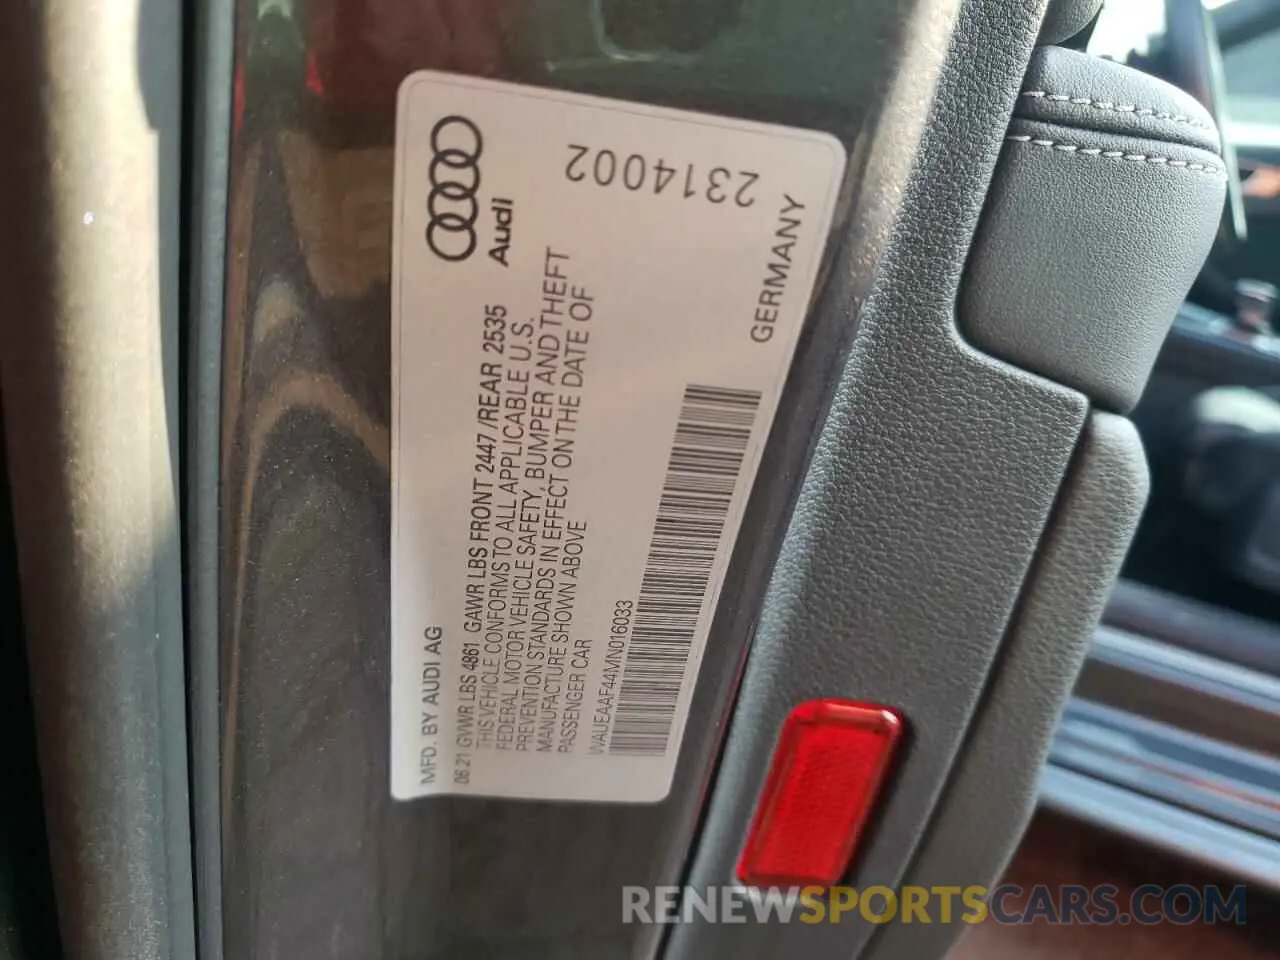 MFD. BY AUDI AG
Audi
06.21 GVWR LBS 4861 GAWR LBS FRONT 2447 /REAR 2535
THIS VEHICLE CONFORMS TO ALL APPLICABLE U.S.
FEDERAL MOTOR VEHICLE SAFETY, BUMPER AND THEFT
PREVENTION STANDARDS IN EFFECT ON THE DATE OF
MANUFACTURE SHOWN ABOVE
PASSENGER CAR
WAUEAAF44MN016033
GERMANY
2314002
RENEWSPORTSCARS.COM